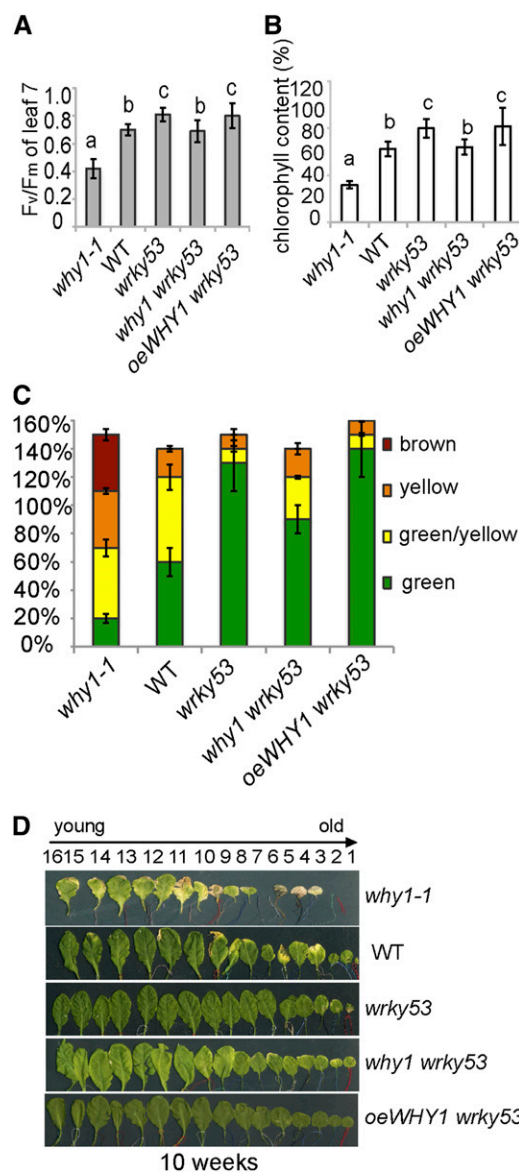 A
Fv/Fm of leaf 7
1.0
0.8
0.6
0.4
0.2
0
a
b
c
b
c
why1-1
WT
wrky53
why1 wrky53
oeWHY1 wrky53
B
chlorophyll content (%)
120
80
60
40
0
a
b
c
b
c
why1-1
WT
wrky53
why1 wrky53
oeWHY1 wrky53
C
160%
140%
120%
100%
80%
60%
40%
20%
0%
brown
yellow
green/yellow
green
why1-1
WT
wrky53
why1 wrky53
oeWHY1 wrky53
D
young old
1615 14 13 12 11 10 9 8 7 6 5 4 3 2 1
why1-1
WT
wrky53
why1 wrky53
oeWHY1 wrky53
10 weeks